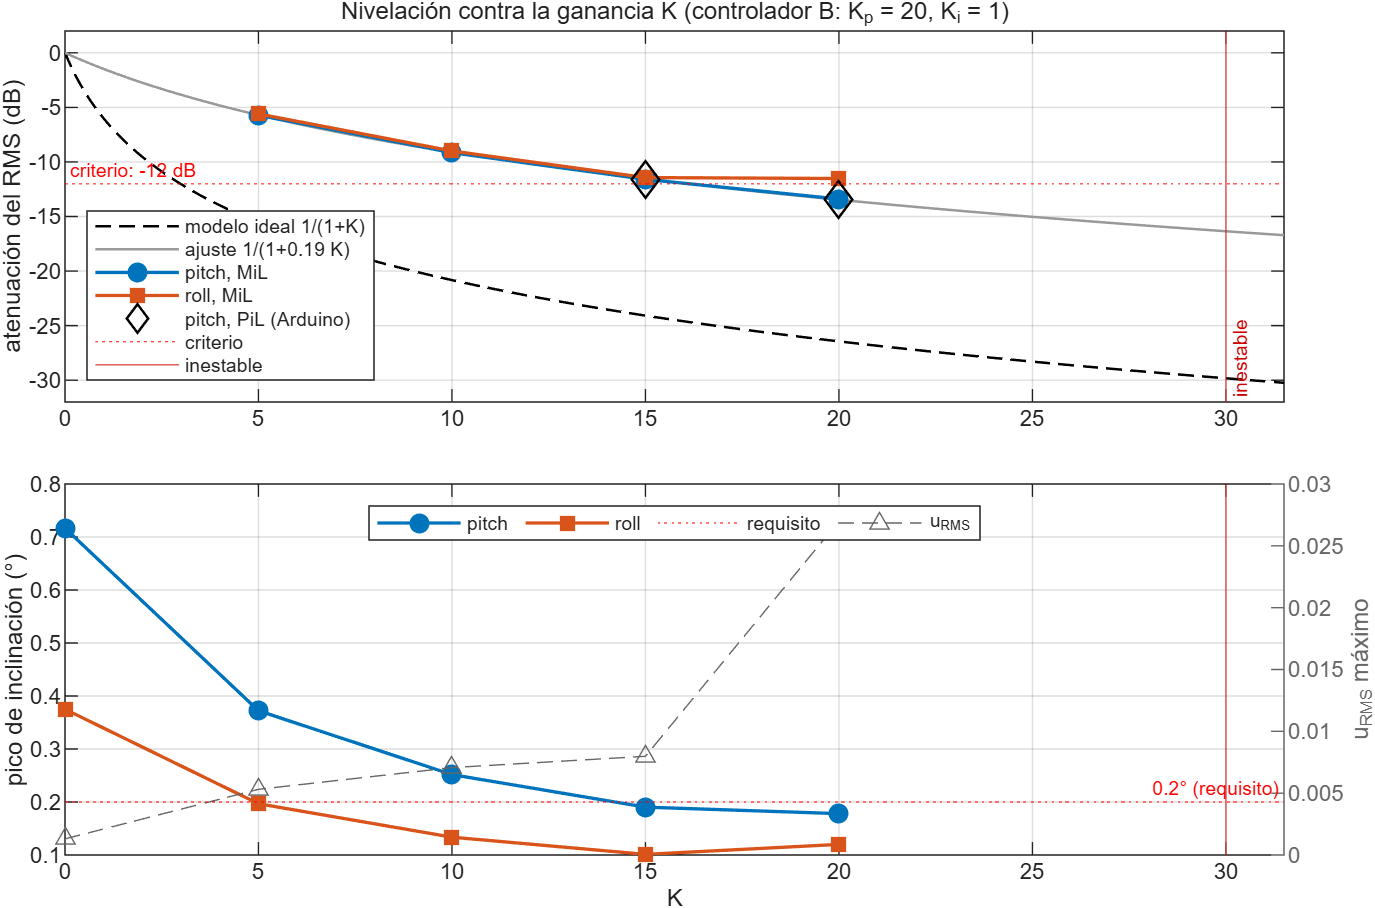 Nivelación contra la ganancia K (controlador B: Kp = 20, Ki = 1)
atenuación del RMS (dB)
0
-5
-10
-15
-20
-25
-30
criterio: -12 dB
modelo ideal 1/(1+K)
ajuste 1/(1+0.19 K)
pitch, MiL
roll, MiL
pitch, PiL (Arduino)
criterio
inestable
inestable
0 5 10 15 20 25 30
pico de inclinación (°)
0.8
0.7
0.6
0.5
0.4
0.3
0.2
0.1
pitch roll requisito uRMS
0.2° (requisito)
0.03
0.025
0.02
0.015
0.01
0.005
0
uRMS máximo
0 5 10 15 20 25 30
K